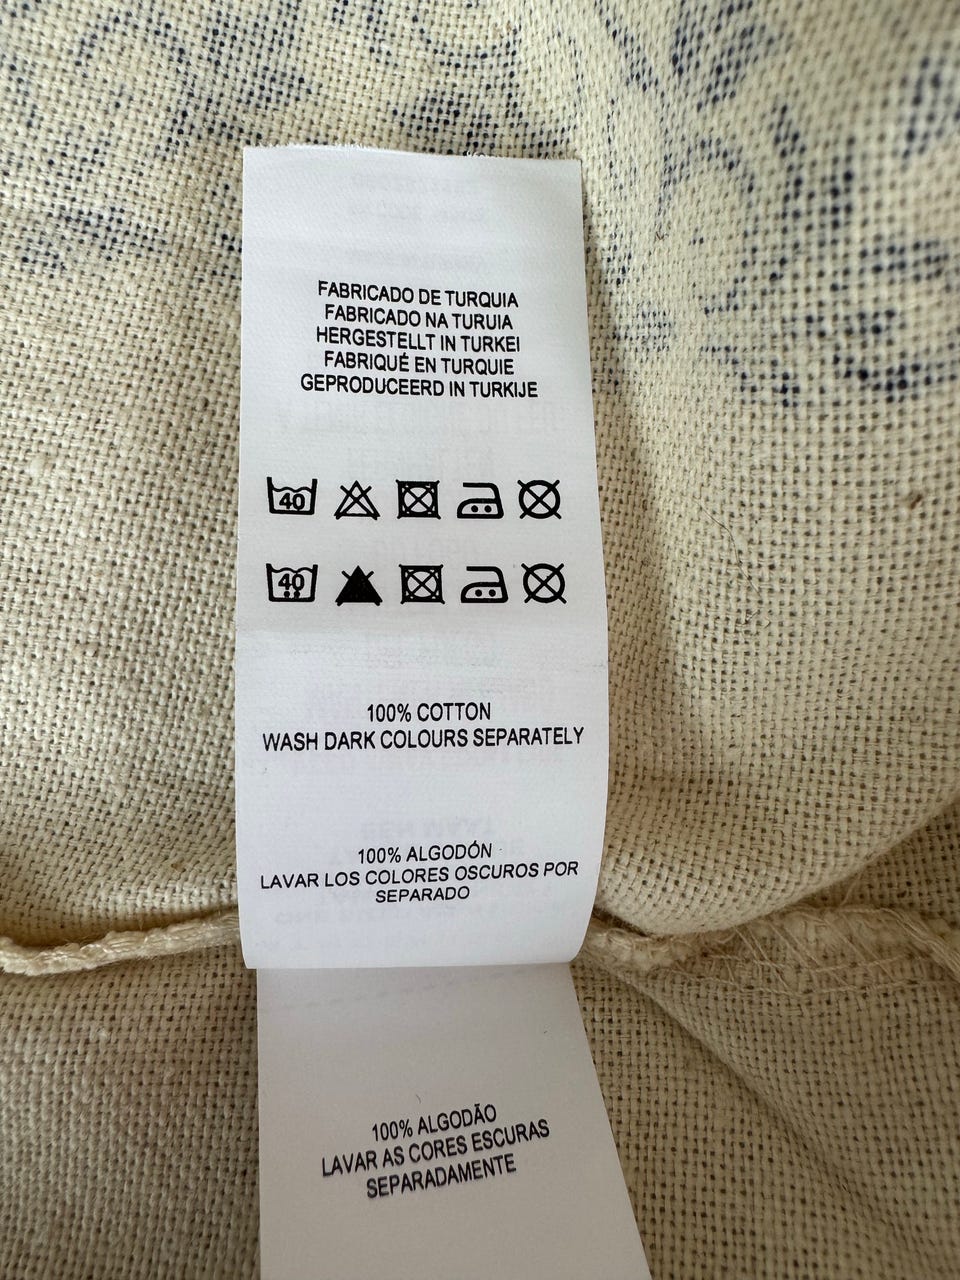 FABRICADO DE TURQUIA
FABRICADO NA TURUIA
HERGESTELLT IN TURKEI
FABRIQUÉ EN TURQUIE
GEPRODUCEERD IN TURKIJE
40
40
100% COTTON
WASH DARK COLOURS SEPARATELY
100% ALGODÓN
LAVAR LOS COLORES OSCUROS POR
SEPARADO
100% ALGODÃO
LAVAR AS CORES ESCURAS
SEPARADAMENTE